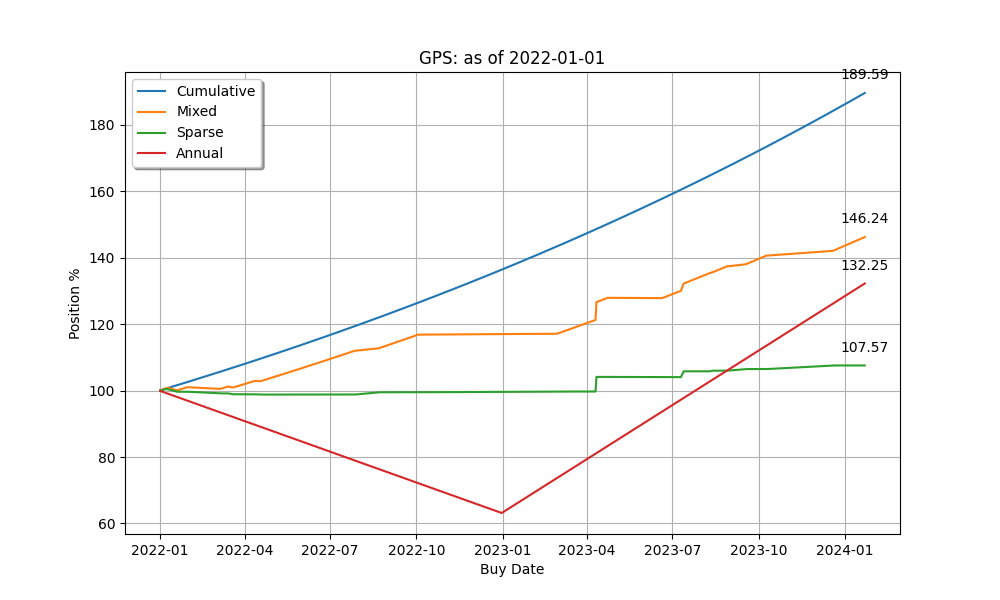 GPS: as of 2022-01-01
189.59
Cumulative
Mixed
Sparse
Annual
146.24
132.25
107.57
180
160
140
120
100
80
60
Position %
2022-01 2022-04 2022-07 2022-10 2023-01 2023-04 2023-07 2023-10 2024-01
Buy Date